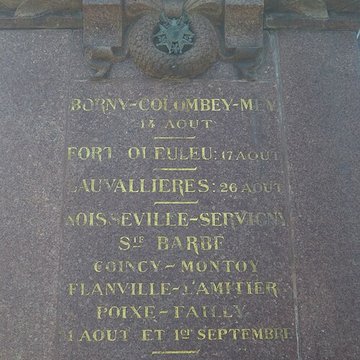 BORNY-COLOMBEY-MEY
14 AOUT
FORT QUEULEU: 17 AOUT
LAUVALLIERES: 26 AOUT
NOISSEVILLE-SERVIGNY
STE BARBE
COINCY-MONTOY
FLANVILLE-L'AMITIER
POIXE-FAILLY
31 AOUT ET 1ER SEPTEMBRE